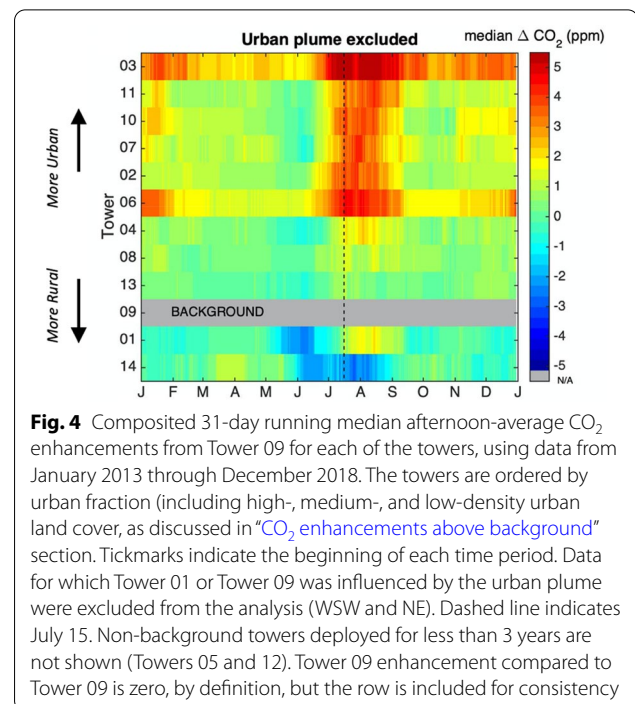 Urban plume excluded
median Δ CO₂ (ppm)
More Urban
More Rural
Tower
03
11
10
07
02
06
04
08
13
09
01
14
BACKGROUND
J F M A M J J A S O N D J
5
4
3
2
1
0
-1
-2
-3
-4
-5
N/A
Fig. 4 Composited 31-day running median afternoon-average CO₂
enhancements from Tower 09 for each of the towers, using data from
January 2013 through December 2018. The towers are ordered by
urban fraction (including high-, medium-, and low-density urban
land cover, as discussed in “CO₂ enhancements above background”
section. Tickmarks indicate the beginning of each time period. Data
for which Tower 01 or Tower 09 was influenced by the urban plume
were excluded from the analysis (WSW and NE). Dashed line indicates
July 15. Non-background towers deployed for less than 3 years are
not shown (Towers 05 and 12). Tower 09 enhancement compared to
Tower 09 is zero, by definition, but the row is included for consistency